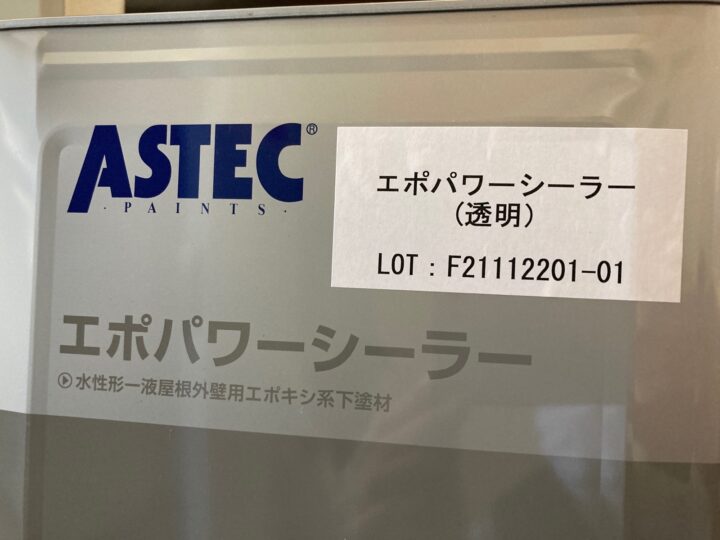 ASTEC®
・PAINTS・
エポパワーシーラー
(透明)
LOT：F21112201-01
エポパワーシーラー
水性形一液屋根外壁用エポキシ系下塗材